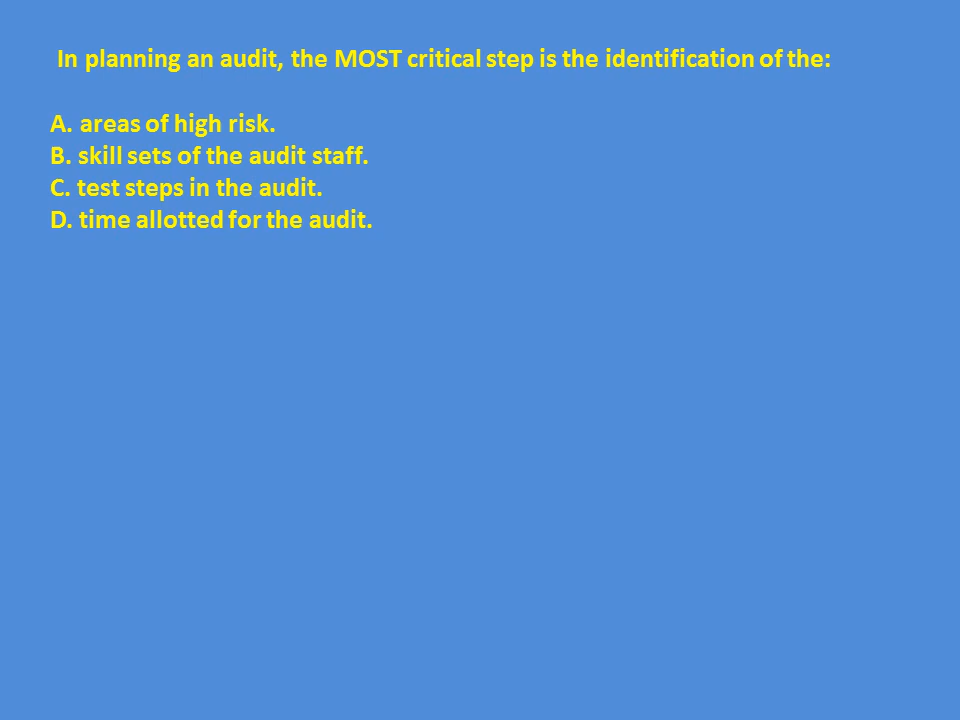 In planning an audit, the MOST critical step is the identification of the:
A. areas of high risk.
B. skill sets of the audit staff.
C. test steps in the audit.
D. time allotted for the audit.